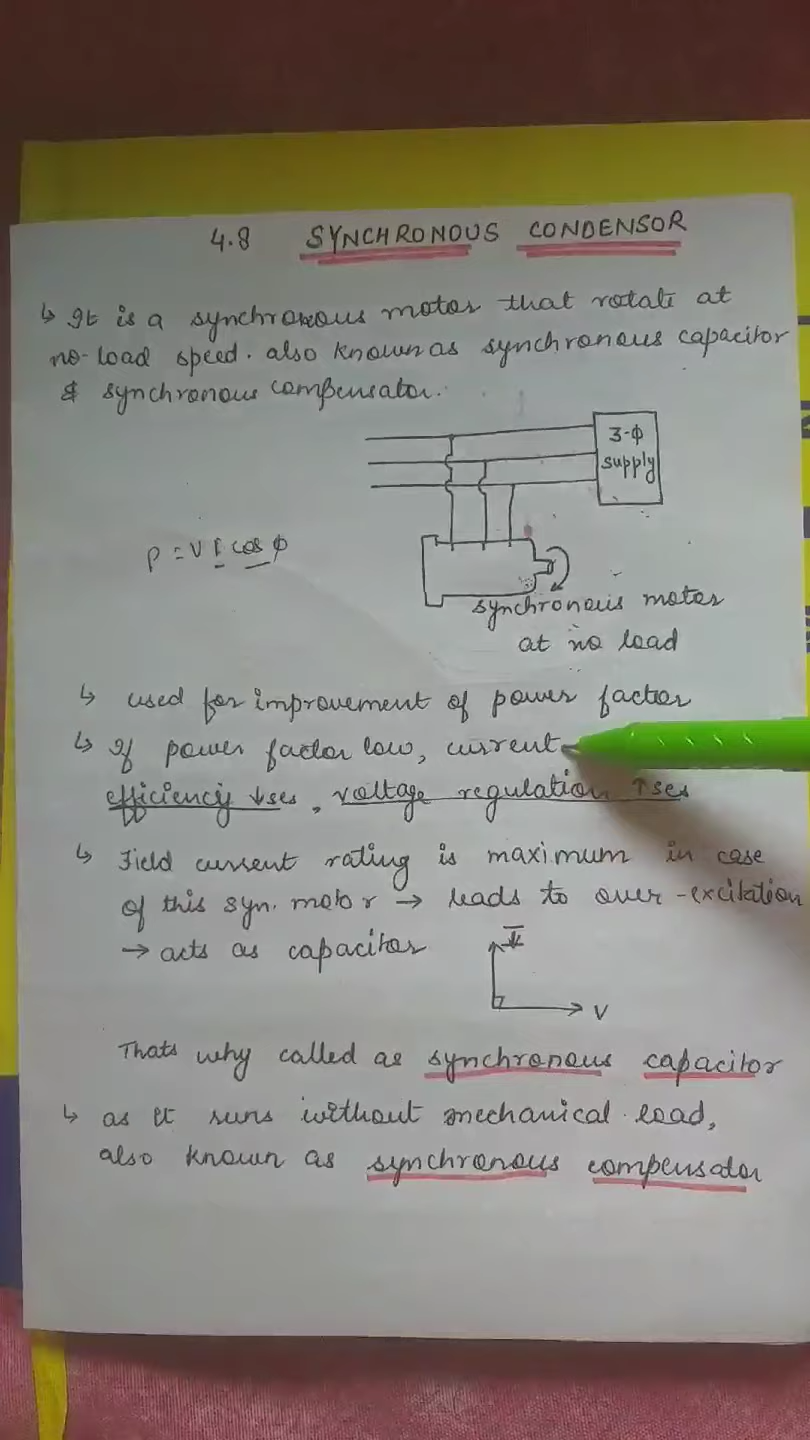 4.8 SYNCHRONOUS CONDENSOR
↳ It is a synchronous motor that rotate at
no-load speed. also known as synchronous capacitor
& synchronous compensator.
3-ϕ
supply
P = V I cos ϕ
synchronous motor
at no load
↳ used for improvement of power factor
↳ If power factor low, current
efficiency ↓ses, voltage regulation ↑ses
↳ Field current rating is maximum in case
of this syn. motor → leads to over-excitation
→ acts as capacitor
I
V
Thats why called as synchronous capacitor
↳ as it runs without mechanical load,
also known as synchronous compensator